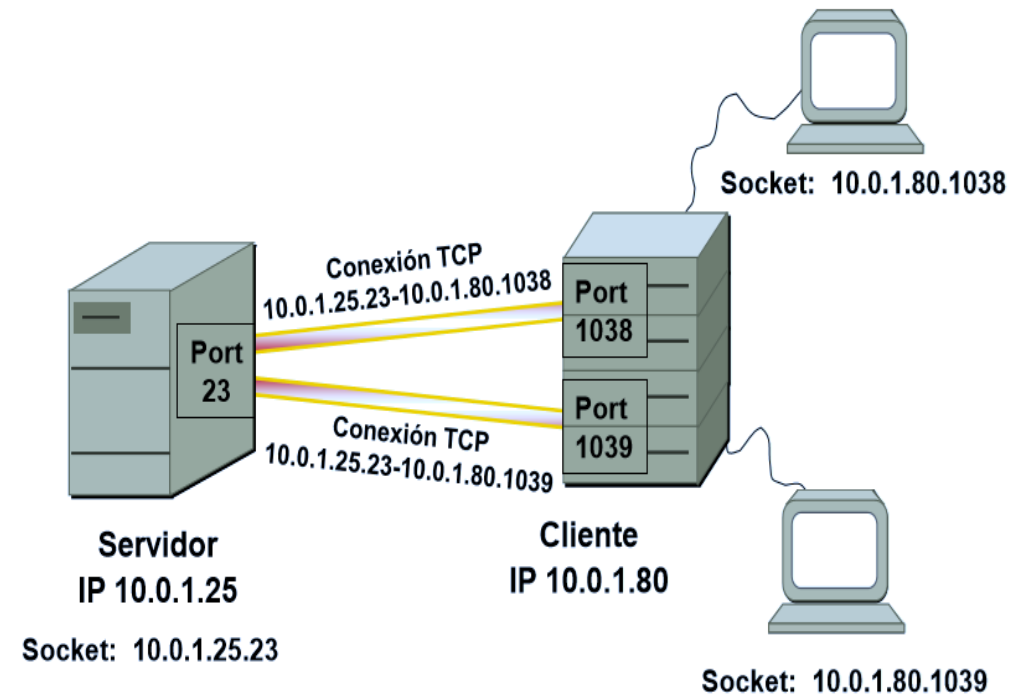 Socket: 10.0.1.80.1038
Conexión TCP
10.0.1.25.23-10.0.1.80.1038
Port
1038
Port
23
Port
1039
Conexión TCP
10.0.1.25.23-10.0.1.80.1039
Servidor
IP 10.0.1.25
Socket: 10.0.1.25.23
Cliente
IP 10.0.1.80
Socket: 10.0.1.80.1039